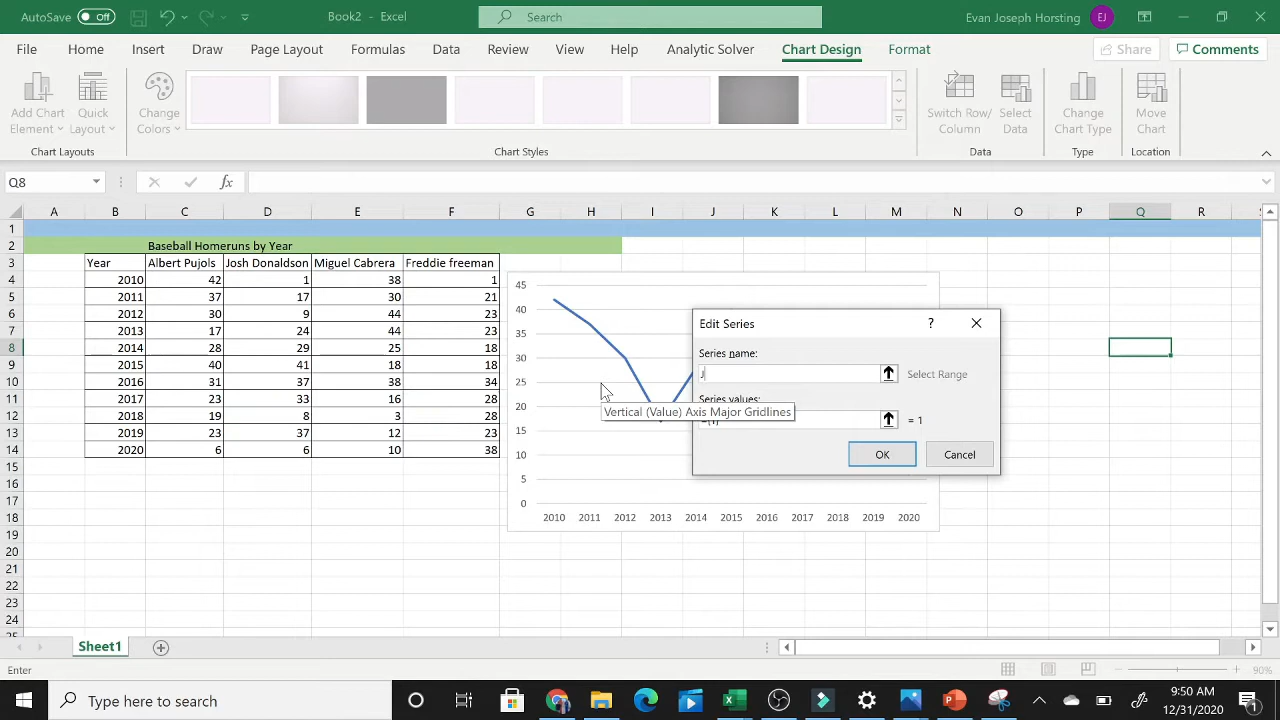 AutoSave Off Book2 - Excel Search Evan Joseph Horsting EJ
File Home Insert Draw Page Layout Formulas Data Review View Help Analytic Solver Chart Design Format Share Comments
Add Chart Element Quick Layout Change Colors Switch Row/ Column Select Data Change Chart Type Move Chart
Chart Layouts Chart Styles Data Type Location
Q8 fx
A B C D E F G H I J K L M N O P Q R
1
2 Baseball Homeruns by Year
3 Year Albert Pujols Josh Donaldson Miguel Cabrera Freddie freeman
4 2010 42 1 38 1
5 2011 37 17 30 21
6 2012 30 9 44 23
7 2013 17 24 44 23
8 2014 28 29 25 18
9 2015 40 41 18 18
10 2016 31 37 38 34
11 2017 23 33 16 28
12 2018 19 8 3 28
13 2019 23 37 12 23
14 2020 6 6 10 38
15
16
17
18
19
20
21
22
23
24
45
40
35
30
25
20
15
10
5
0
2010 2011 2012 2013 2014 2015 2016 2017 2018 2019 2020
Edit Series ?
Series name:
J Select Range
Series values:
= 1
OK Cancel
Vertical (Value) Axis Major Gridlines
Sheet1
Enter 90%
Type here to search 9:50 AM
12/31/2020 1